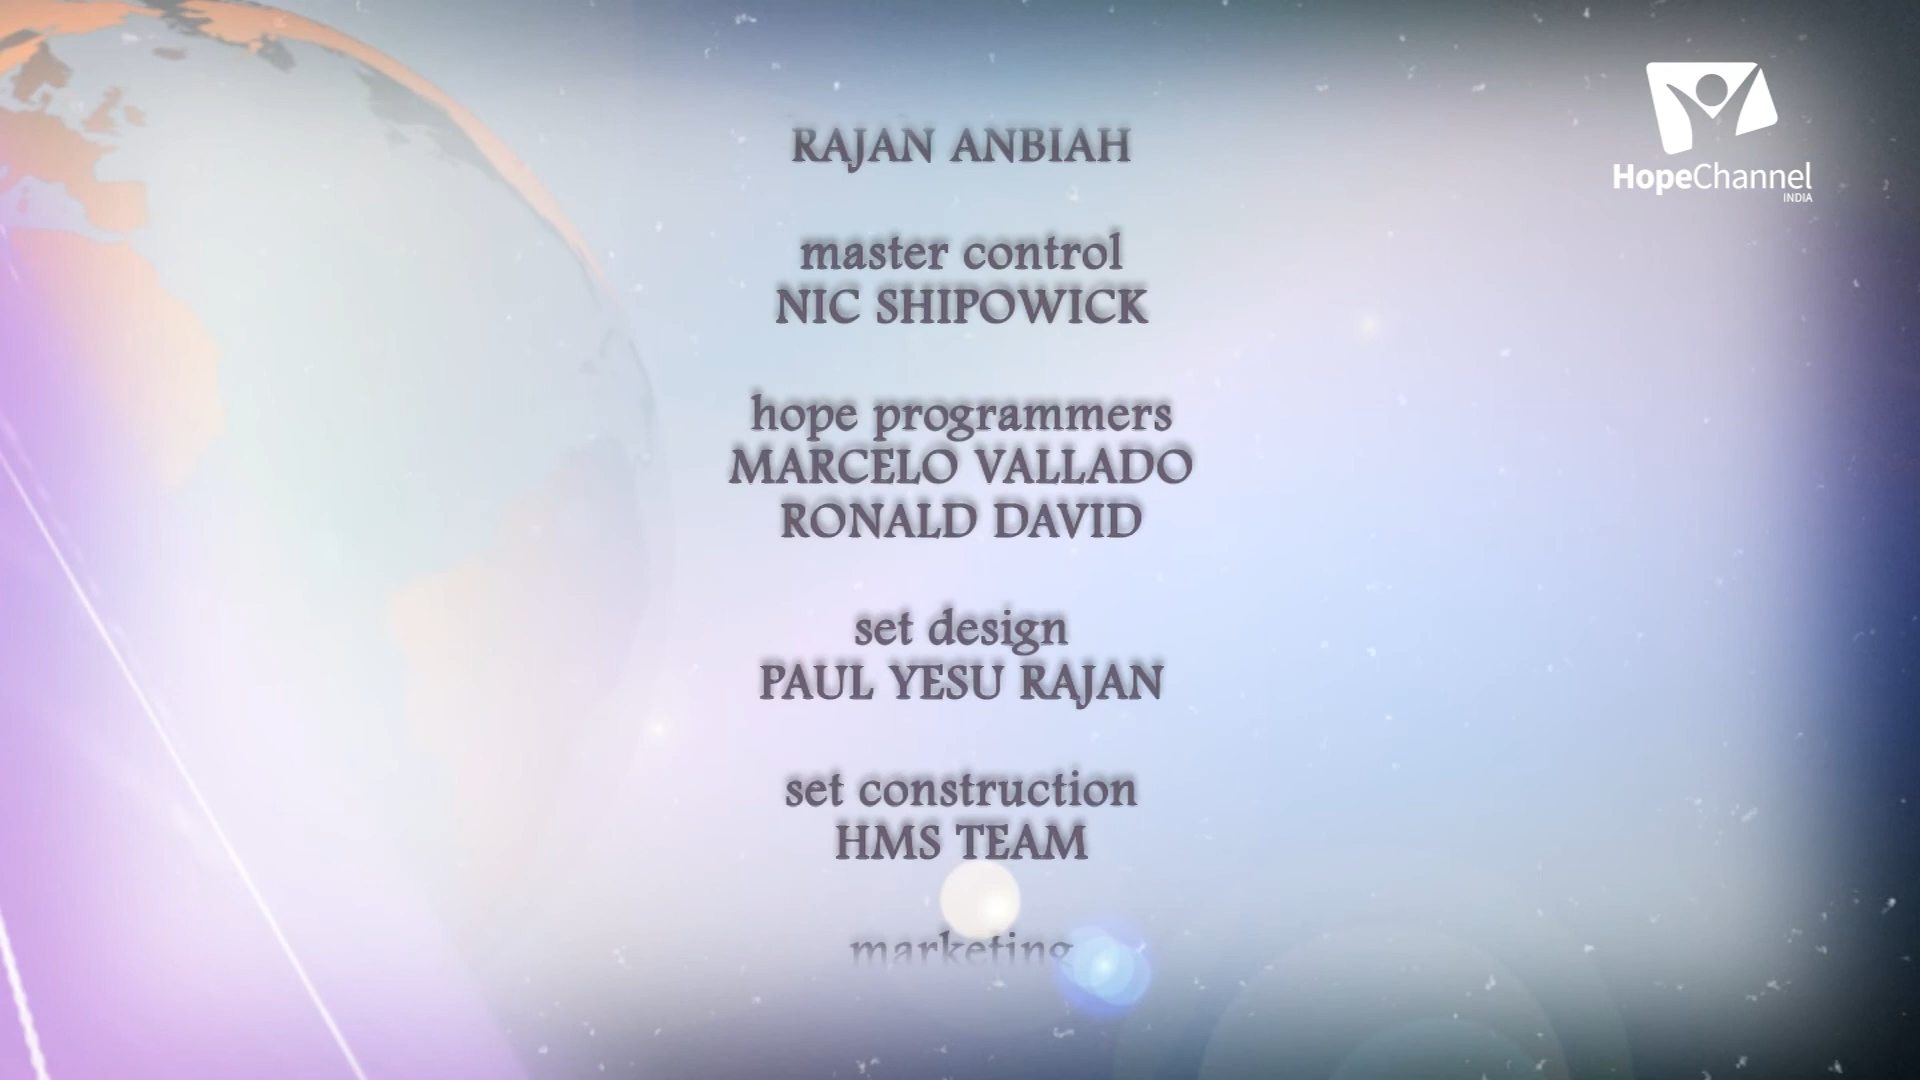 RAJAN ANBIAH
master control
NIC SHIPOWICK
hope programmers
MARCELO VALLADO
RONALD DAVID
set design
PAUL YESU RAJAN
set construction
HMS TEAM
marketing
HopeChannel
INDIA